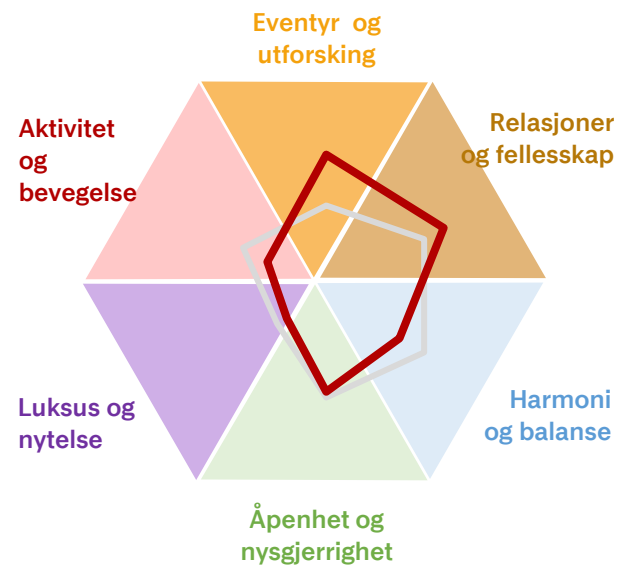 Eventyr og
utforsking
Relasjoner
og fellesskap
Harmoni
og balanse
Åpenhet og
nysgjerrighet
Luksus og
nytelse
Aktivitet
og
bevegelse